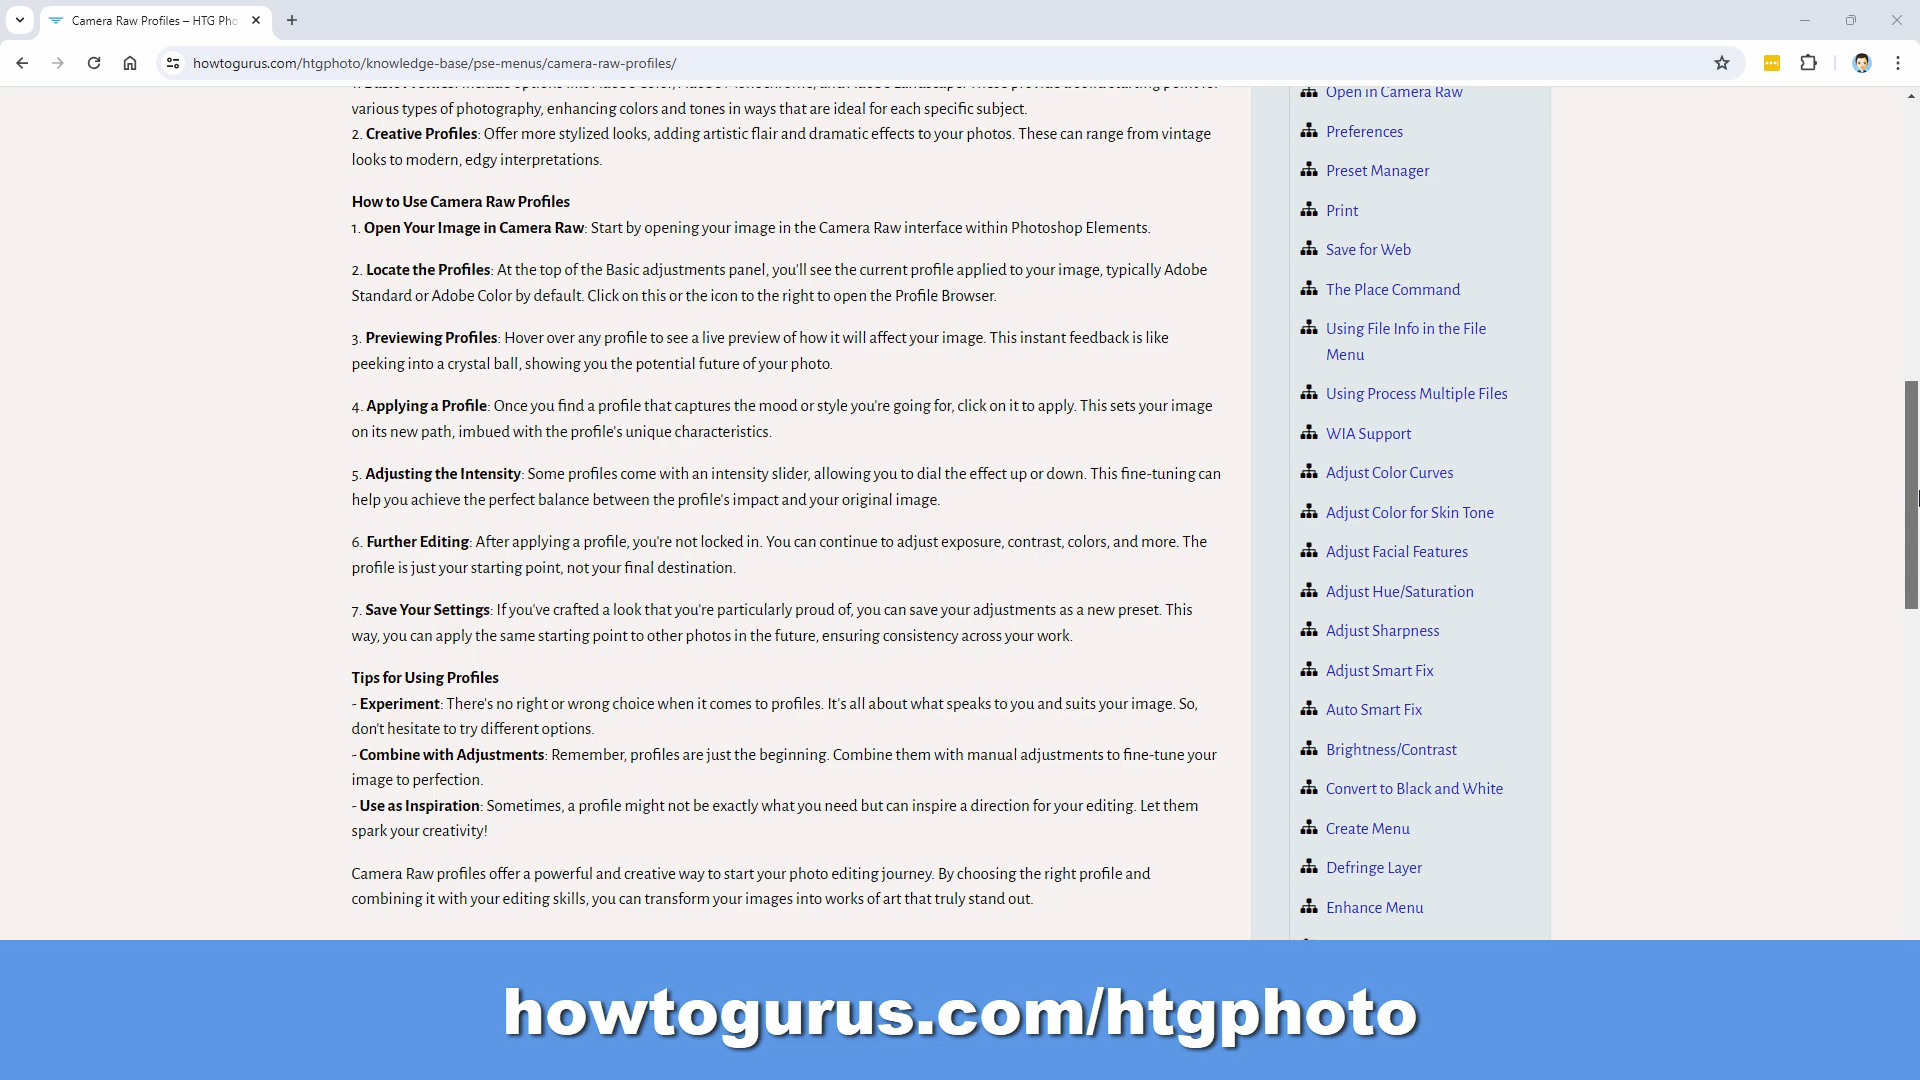 Camera Raw Profiles – HTG Pho
howtogurus.com/htgphoto/knowledge-base/pse-menus/camera-raw-profiles/
various types of photography, enhancing colors and tones in ways that are ideal for each specific subject.
2. Creative Profiles: Offer more stylized looks, adding artistic flair and dramatic effects to your photos. These can range from vintage
looks to modern, edgy interpretations.
How to Use Camera Raw Profiles
1. Open Your Image in Camera Raw: Start by opening your image in the Camera Raw interface within Photoshop Elements.
2. Locate the Profiles: At the top of the Basic adjustments panel, you'll see the current profile applied to your image, typically Adobe
Standard or Adobe Color by default. Click on this or the icon to the right to open the Profile Browser.
3. Previewing Profiles: Hover over any profile to see a live preview of how it will affect your image. This instant feedback is like
peeking into a crystal ball, showing you the potential future of your photo.
4. Applying a Profile: Once you find a profile that captures the mood or style you're going for, click on it to apply. This sets your image
on its new path, imbued with the profile's unique characteristics.
5. Adjusting the Intensity: Some profiles come with an intensity slider, allowing you to dial the effect up or down. This fine-tuning can
help you achieve the perfect balance between the profile's impact and your original image.
6. Further Editing: After applying a profile, you're not locked in. You can continue to adjust exposure, contrast, colors, and more. The
profile is just your starting point, not your final destination.
7. Save Your Settings: If you've crafted a look that you're particularly proud of, you can save your adjustments as a new preset. This
way, you can apply the same starting point to other photos in the future, ensuring consistency across your work.
Tips for Using Profiles
- Experiment: There's no right or wrong choice when it comes to profiles. It's all about what speaks to you and suits your image. So,
don't hesitate to try different options.
- Combine with Adjustments: Remember, profiles are just the beginning. Combine them with manual adjustments to fine-tune your
image to perfection.
- Use as Inspiration: Sometimes, a profile might not be exactly what you need but can inspire a direction for your editing. Let them
spark your creativity!
Camera Raw profiles offer a powerful and creative way to start your photo editing journey. By choosing the right profile and
combining it with your editing skills, you can transform your images into works of art that truly stand out.
Open in Camera Raw
Preferences
Preset Manager
Print
Save for Web
The Place Command
Using File Info in the File
Menu
Using Process Multiple Files
WIA Support
Adjust Color Curves
Adjust Color for Skin Tone
Adjust Facial Features
Adjust Hue/Saturation
Adjust Sharpness
Adjust Smart Fix
Auto Smart Fix
Brightness/Contrast
Convert to Black and White
Create Menu
Defringe Layer
Enhance Menu
howtogurus.com/htgphoto